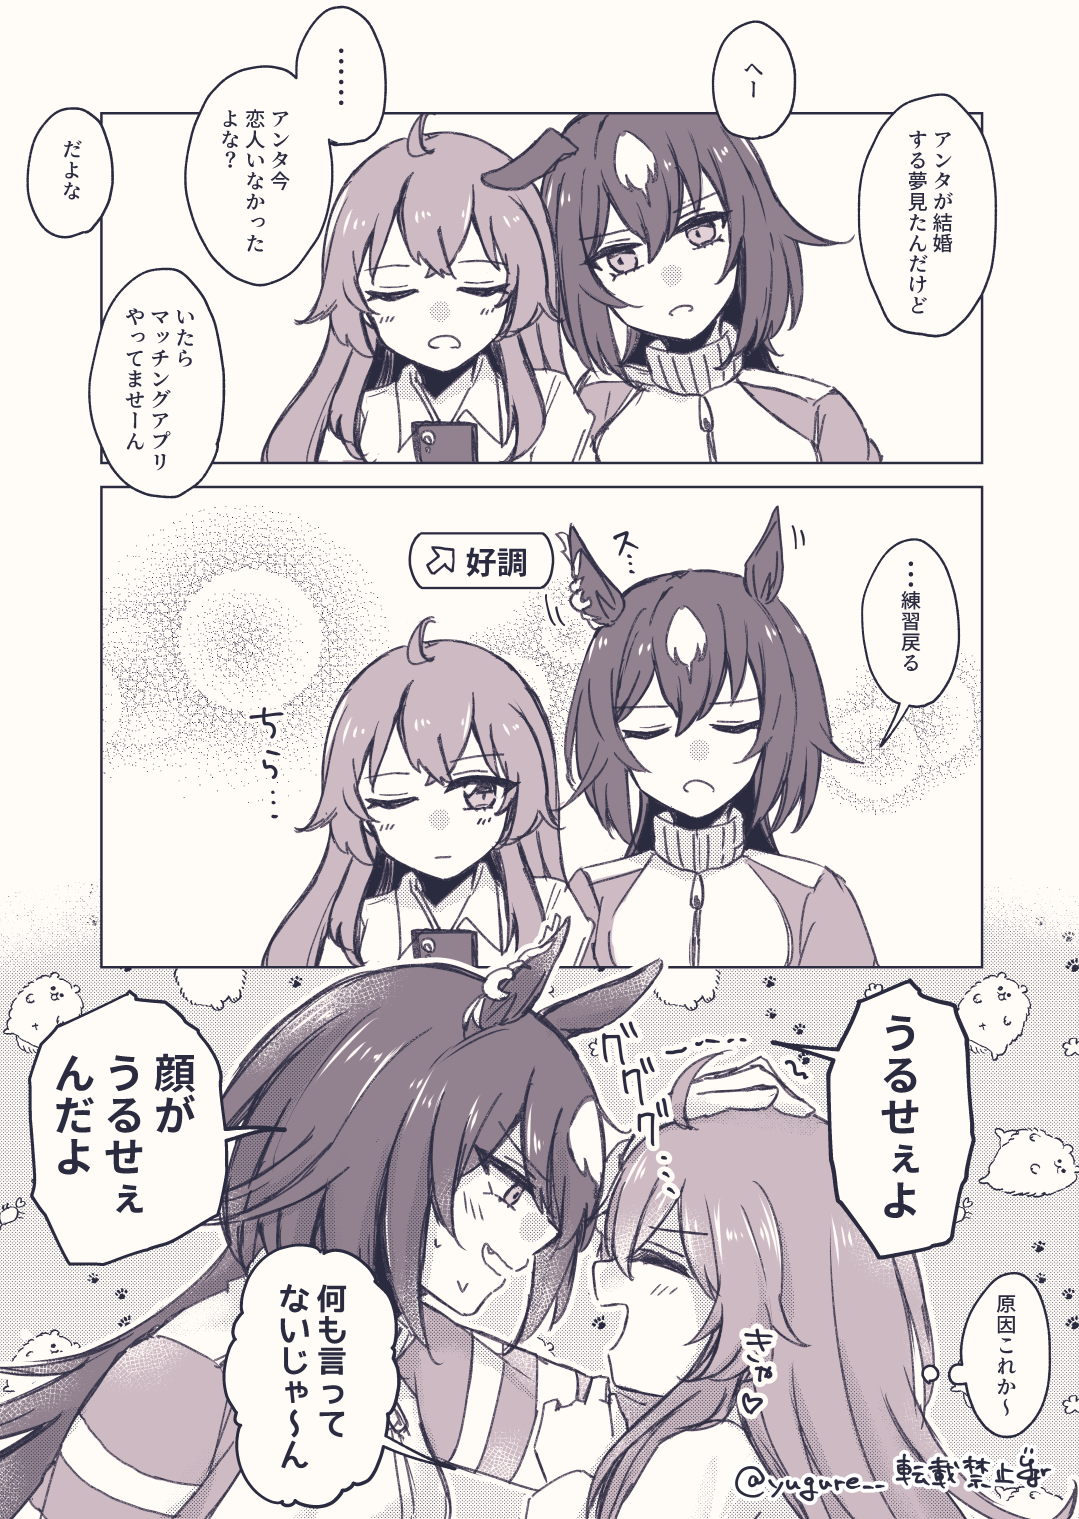 アンタが結婚
する夢見たんだけど
へー
……
アンタ今
恋人いなかった
よな？
いたら
マッチングアプリ
やってませーん
だよな
…練習戻る
ス…
好調
ちら…
うるせぇよ
グググ…
顔が
うるせぇ
んだよ
何も言って
ないじゃ〜ん
きゃ♡
原因これか〜
@yugure__ 転載禁止